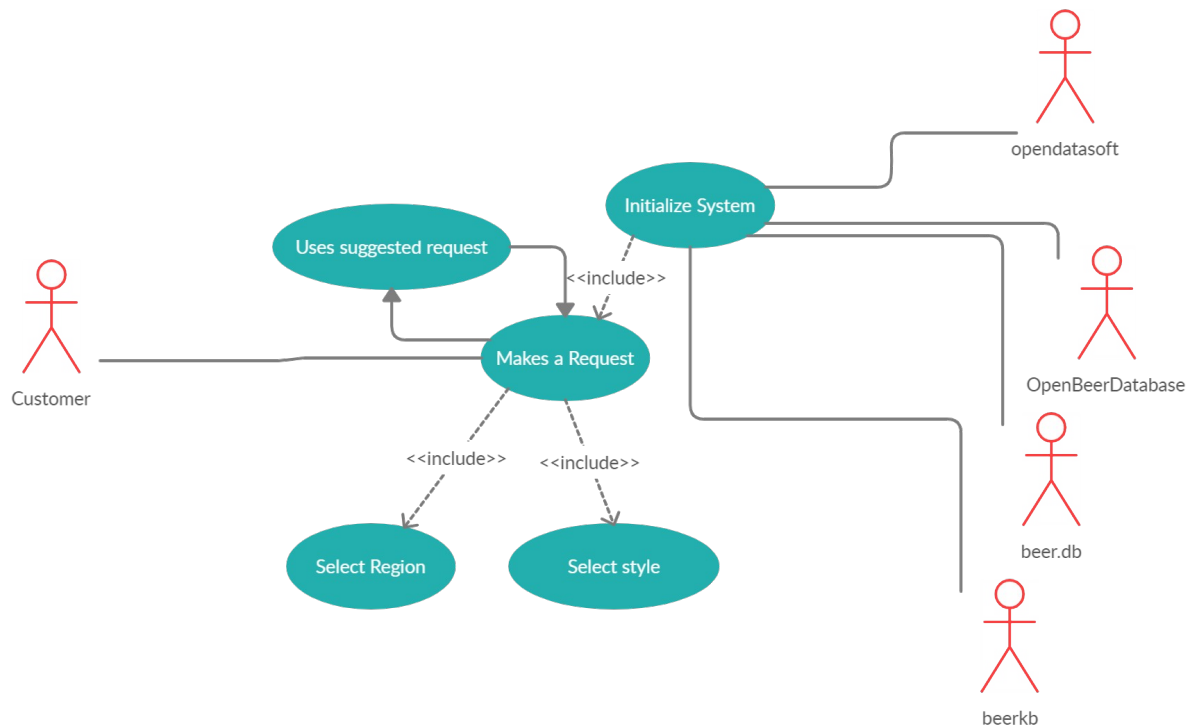 opendatasoft
Initialize System
Uses suggested request
<<include>>
OpenBeerDatabase
Makes a Request
Customer
<<include>>
<<include>>
beer.db
Select Region
Select style
beerkb